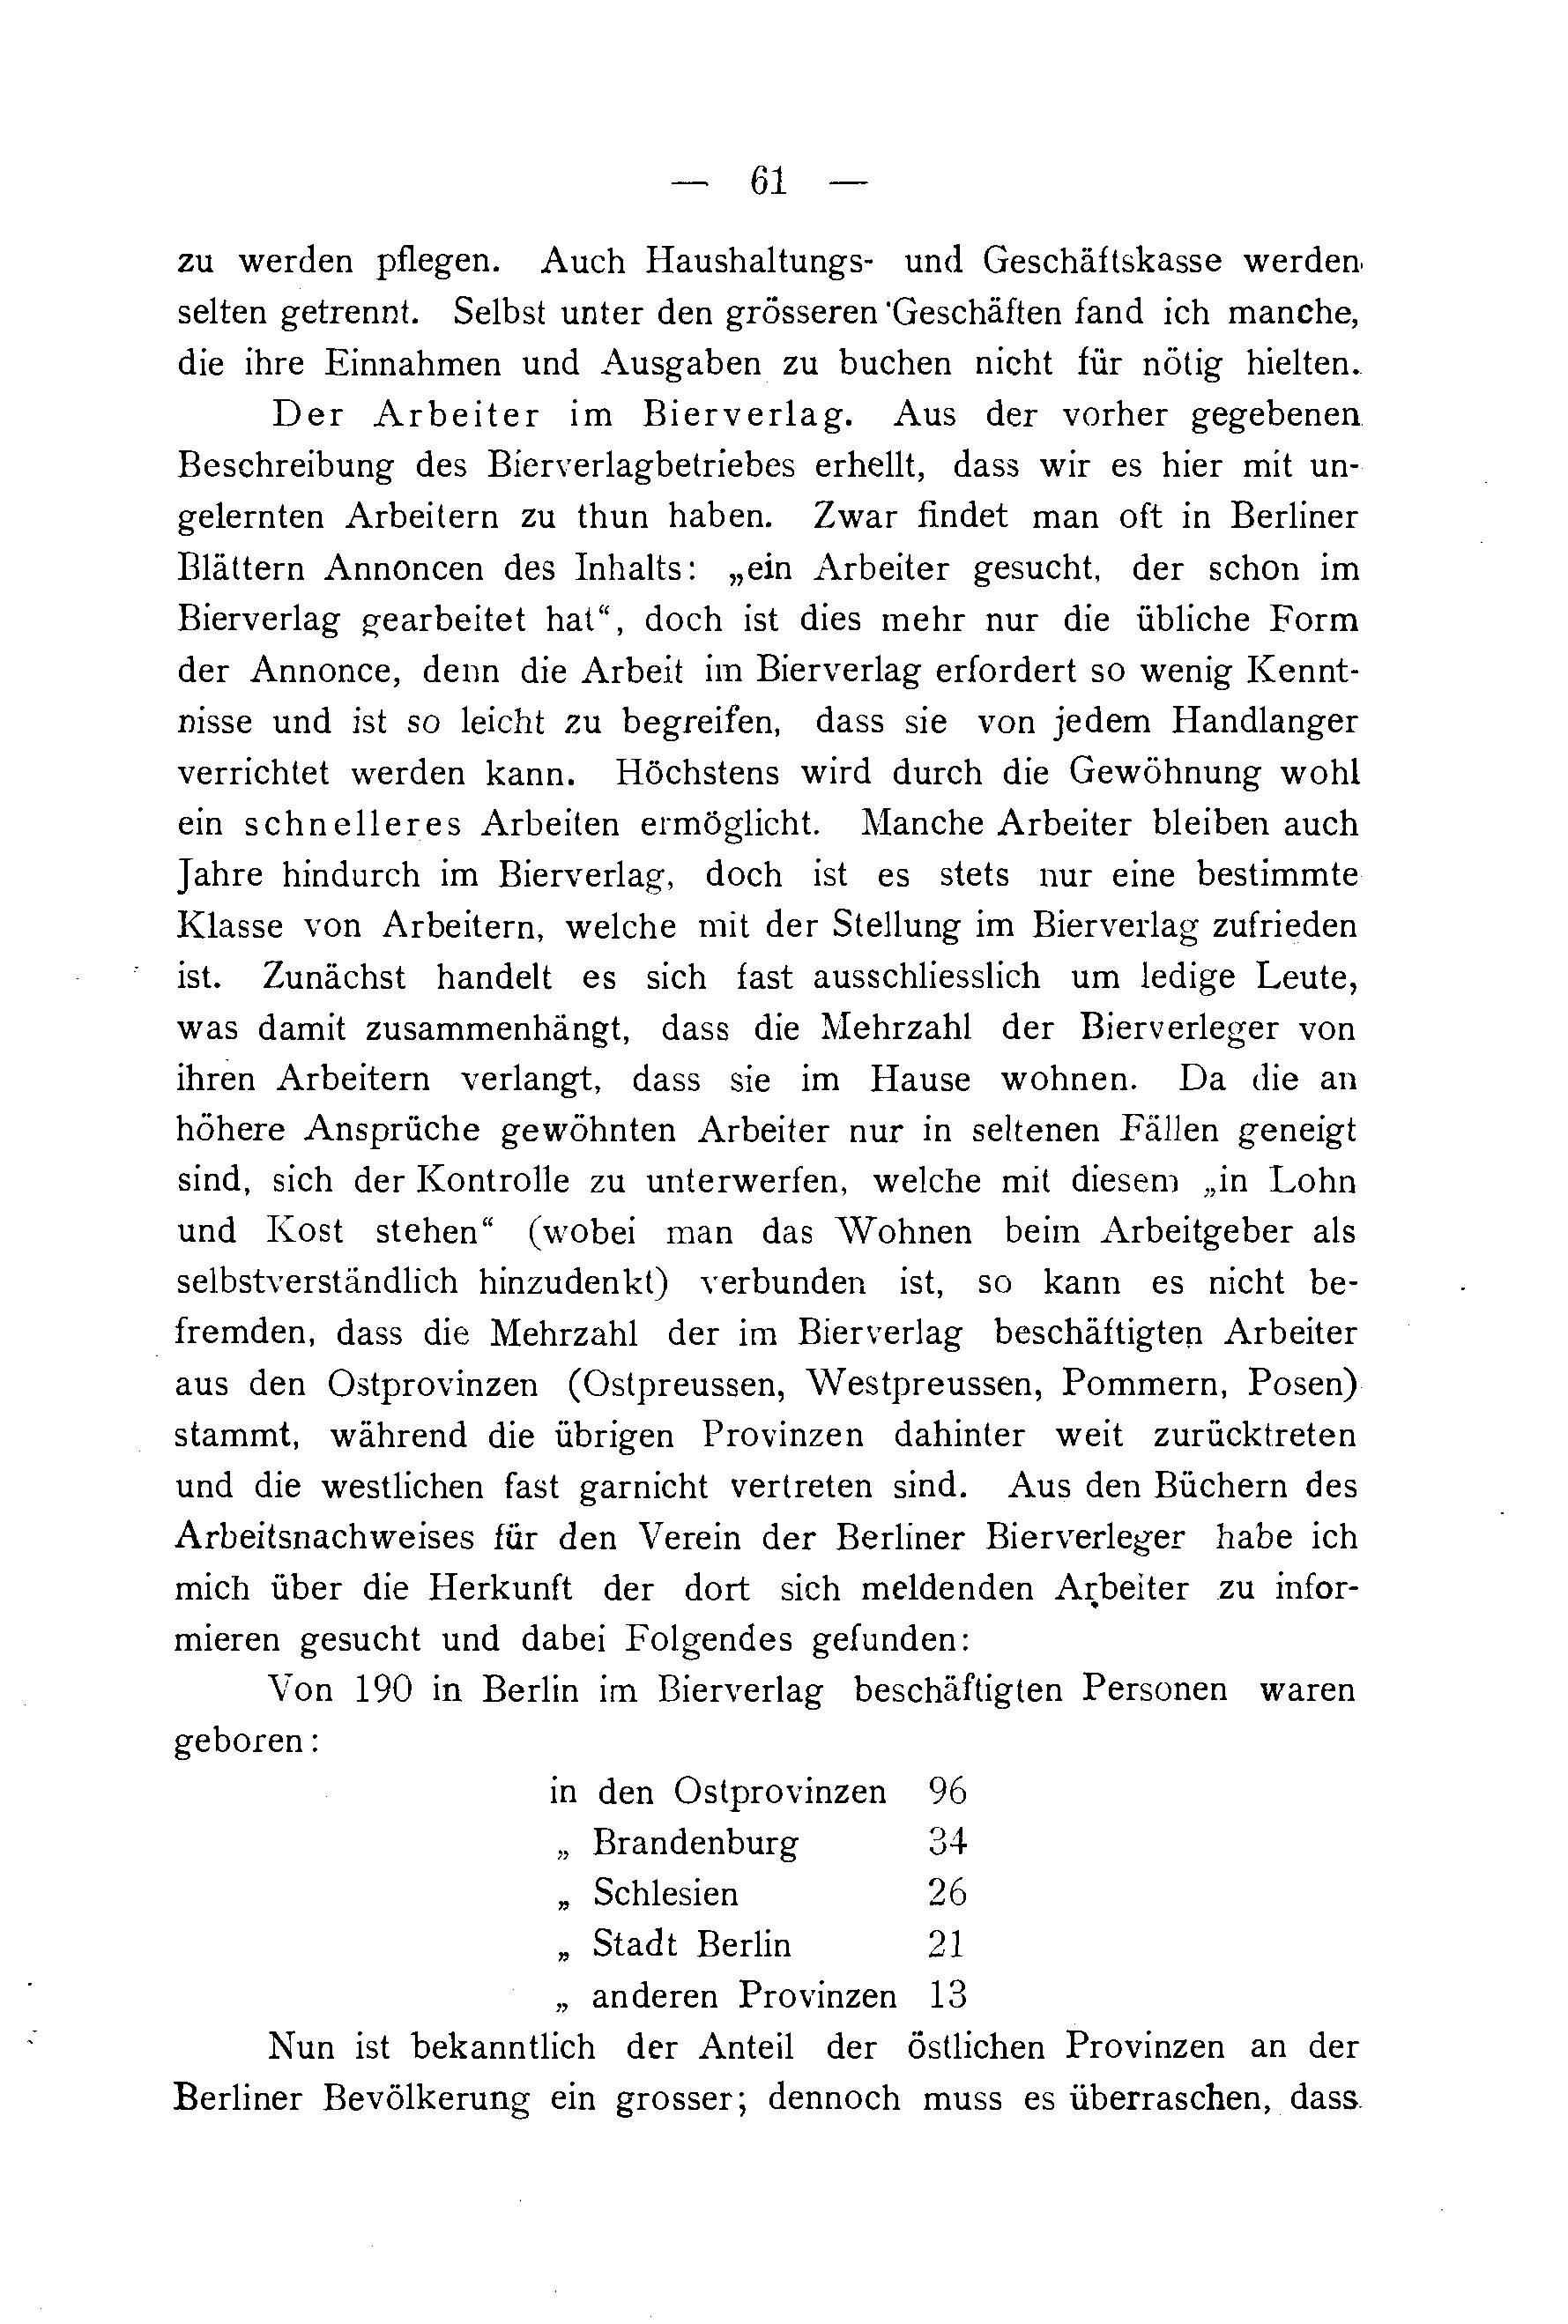 — 61 —
zu werden pflegen. Auch Haushaltungs- und Geschäftskasse werden
selten getrennt. Selbst unter den grösseren Geschäften fand ich manche,
die ihre Einnahmen und Ausgaben zu buchen nicht für nötig hielten.
Der Arbeiter im Bierverlag. Aus der vorher gegebenen
Beschreibung des Bierverlagbetriebes erhellt, dass wir es hier mit un-
gelernten Arbeitern zu thun haben. Zwar findet man oft in Berliner
Blättern Annoncen des Inhalts: „ein Arbeiter gesucht, der schon im
Bierverlag gearbeitet hat“, doch ist dies mehr nur die übliche Form
der Annonce, denn die Arbeit im Bierverlag erfordert so wenig Kennt-
nisse und ist so leicht zu begreifen, dass sie von jedem Handlanger
verrichtet werden kann. Höchstens wird durch die Gewöhnung wohl
ein schnelleres Arbeiten ermöglicht. Manche Arbeiter bleiben auch
Jahre hindurch im Bierverlag, doch ist es stets nur eine bestimmte
Klasse von Arbeitern, welche mit der Stellung im Bierverlag zufrieden
ist. Zunächst handelt es sich fast ausschliesslich um ledige Leute,
was damit zusammenhängt, dass die Mehrzahl der Bierverleger von
ihren Arbeitern verlangt, dass sie im Hause wohnen. Da die an
höhere Ansprüche gewöhnten Arbeiter nur in seltenen Fällen geneigt
sind, sich der Kontrolle zu unterwerfen, welche mit diesem „in Lohn
und Kost stehen“ (wobei man das Wohnen beim Arbeitgeber als
selbstverständlich hinzudenkt) verbunden ist, so kann es nicht be-
fremden, dass die Mehrzahl der im Bierverlag beschäftigten Arbeiter
aus den Ostprovinzen (Ostpreussen, Westpreussen, Pommern, Posen)
stammt, während die übrigen Provinzen dahinter weit zurücktreten
und die westlichen fast garnicht vertreten sind. Aus den Büchern des
Arbeitsnachweises für den Verein der Berliner Bierverleger habe ich
mich über die Herkunft der dort sich meldenden Arbeiter zu infor-
mieren gesucht und dabei Folgendes gefunden:
Von 190 in Berlin im Bierverlag beschäftigten Personen waren
geboren:
in den Ostprovinzen 96
„ Brandenburg 34
„ Schlesien 26
„ Stadt Berlin 21
„ anderen Provinzen 13
Nun ist bekanntlich der Anteil der östlichen Provinzen an der
Berliner Bevölkerung ein grosser; dennoch muss es überraschen, dass